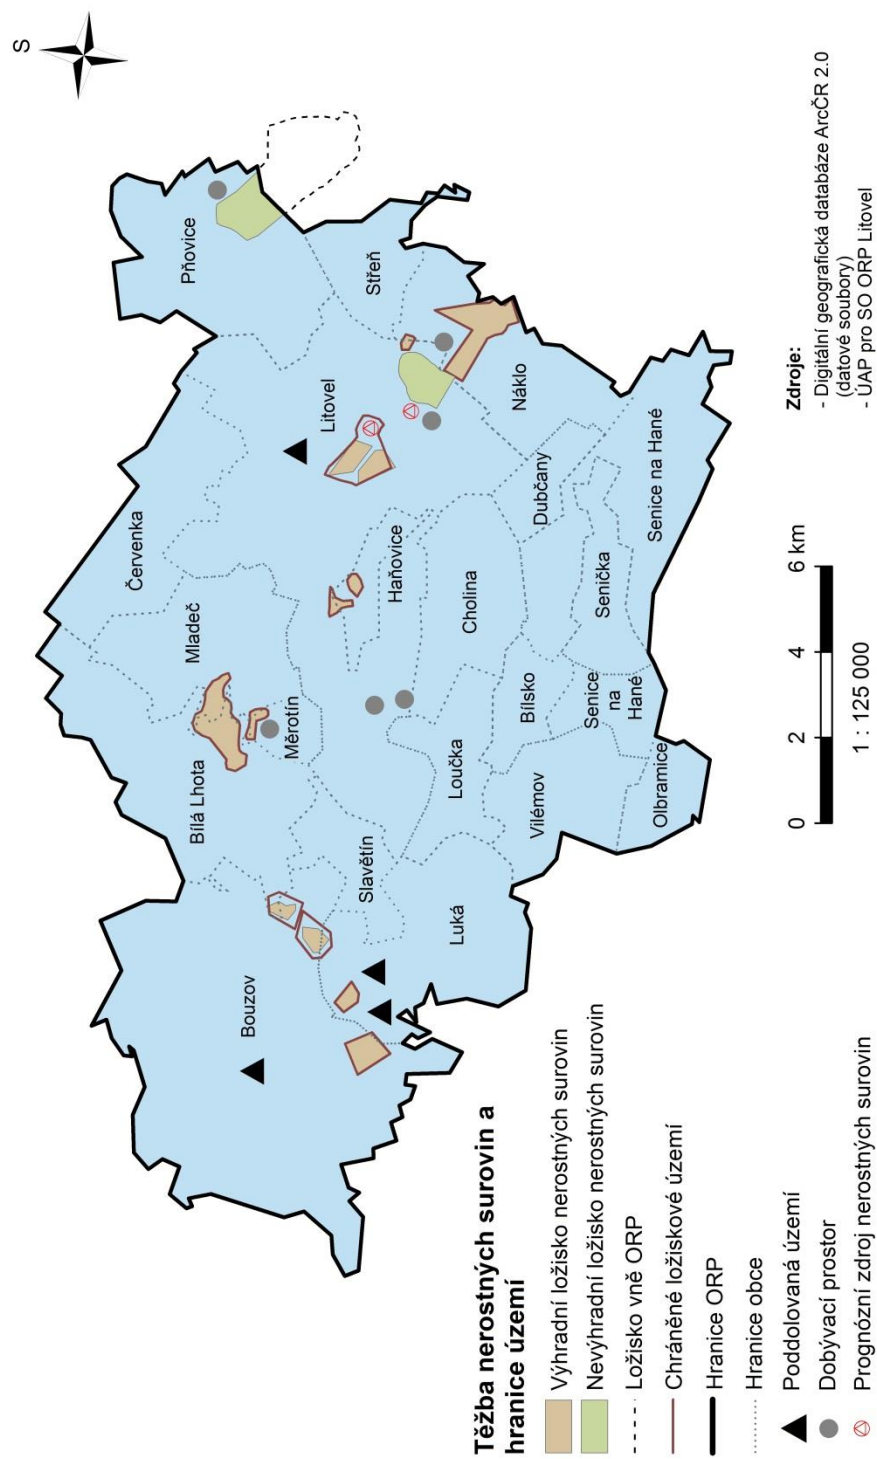 S
Pňovice
Střeň
Litovel
Náklo
Červenka
Haňovice
Dubčany
Senice na Hané
Mladeč
Cholina
Senička
Měrotín
Bílsko
Senice
na
Hané
Bílá Lhota
Loučka
Vilémov
Olbramice
Slavětín
Luká
Bouzov
Těžba nerostných surovin a
hranice území
Výhradní ložisko nerostných surovin
Nevýhradní ložisko nerostných surovin
Ložisko vně ORP
Chráněné ložiskové území
Hranice ORP
Hranice obce
Poddolovaná území
Dobývací prostor
Prognózní zdroj nerostných surovin
0 2 4 6 km
1 : 125 000
Zdroje:
- Digitální geografická databáze ArcČR 2.0
(datové soubory)
- ÚAP pro SO ORP Litovel